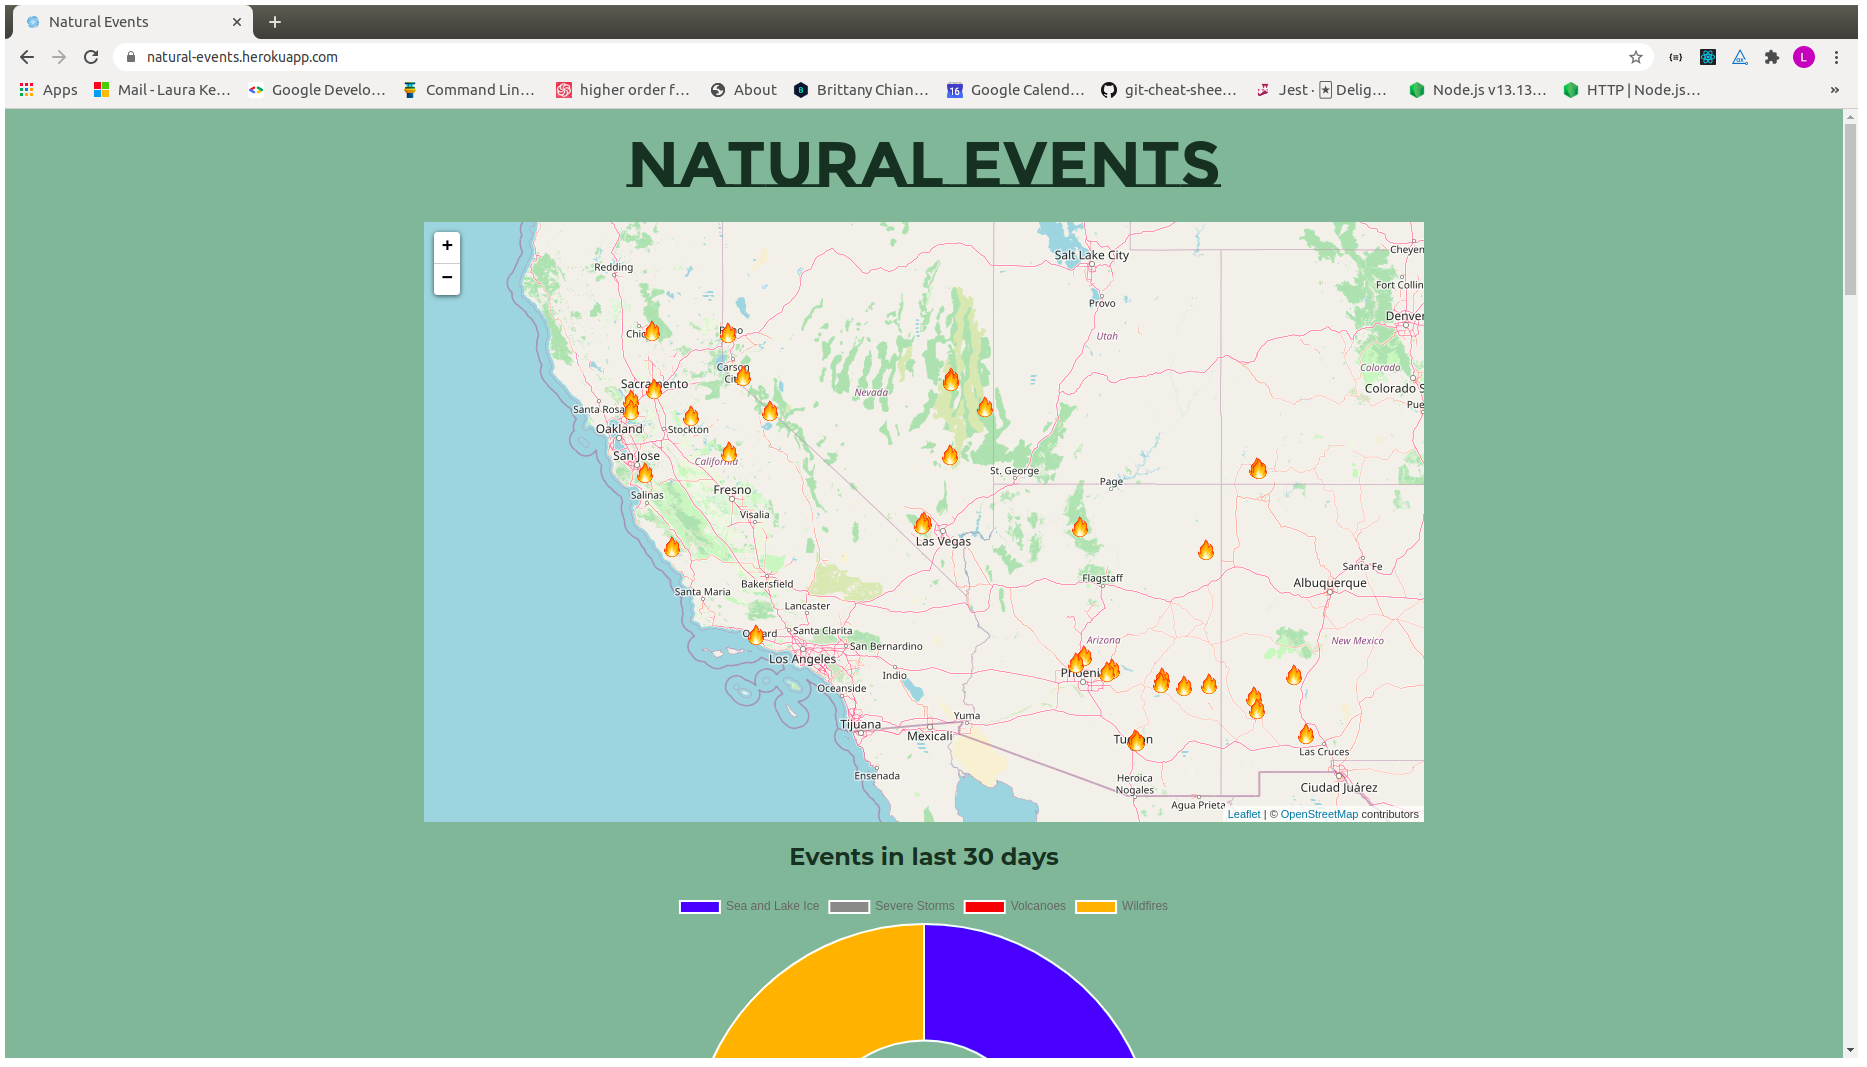 Natural Events
natural-events.herokuapp.com
L
Apps Mail - Laura Ke... Google Develo... Command Lin... higher order f... About Brittany Chian... 16 Google Calend... git-cheat-shee... Jest · 🃏 Delig... Node.js v13.13... HTTP | Node.js... »
NATURAL EVENTS
+
−
Redding
Salt Lake City
Provo
Cheyen
Fort Collin
Denver
Utah
Carson
Sacramento
Nevada
Colorado
Colorado S
Pue
Santa Rosa
Oakland
Stockton
San Jose
California
St. George
Page
Salinas
Fresno
Visalia
Las Vegas
Santa Fe
Bakersfield
Flagstaff
Albuquerque
Santa Maria
Lancaster
Santa Clarita
San Bernardino
Los Angeles
Arizona
New Mexico
Indio
Oceanside
Tijuana
Yuma
Mexicali
Las Cruces
Ensenada
Heroica
Nogales
Ciudad Juárez
Agua Prieta
Leaflet | © OpenStreetMap contributors
Events in last 30 days
Sea and Lake Ice Severe Storms Volcanoes Wildfires